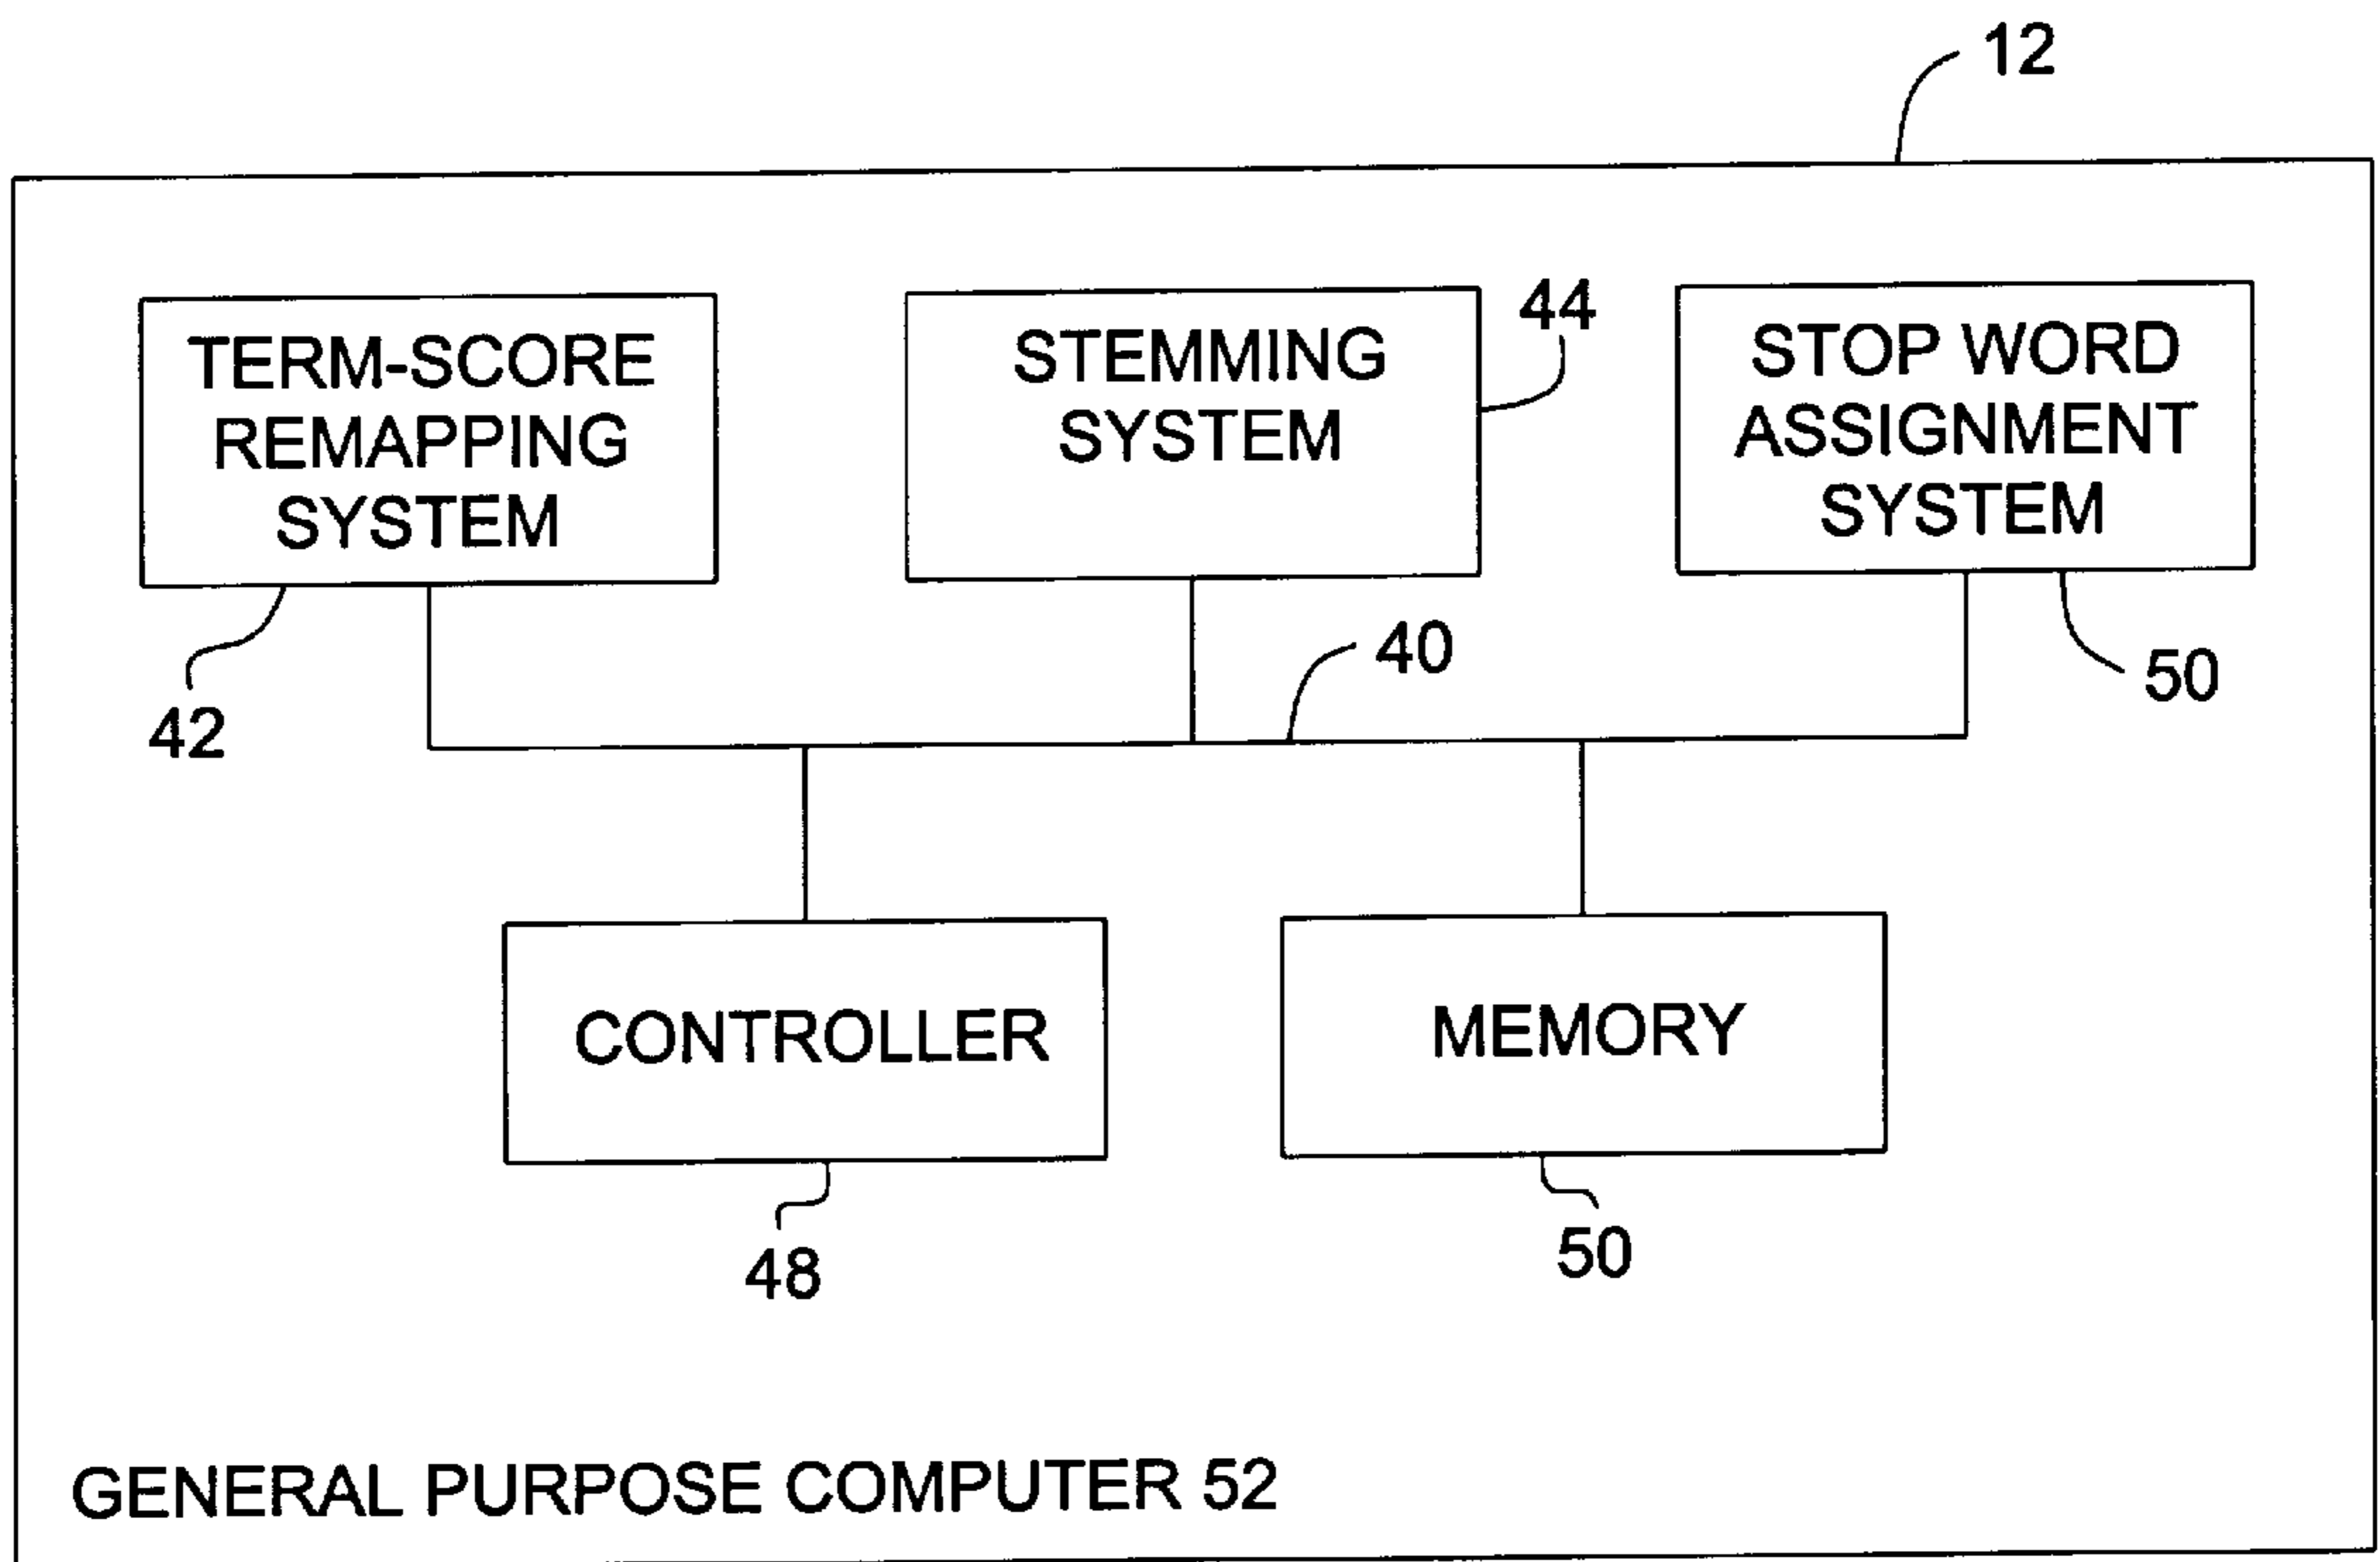 12
TERM-SCORE
REMAPPING
SYSTEM
42
STEMMING
SYSTEM
44
STOP WORD
ASSIGNMENT
SYSTEM
50
40
CONTROLLER
48
MEMORY
50
GENERAL PURPOSE COMPUTER 52